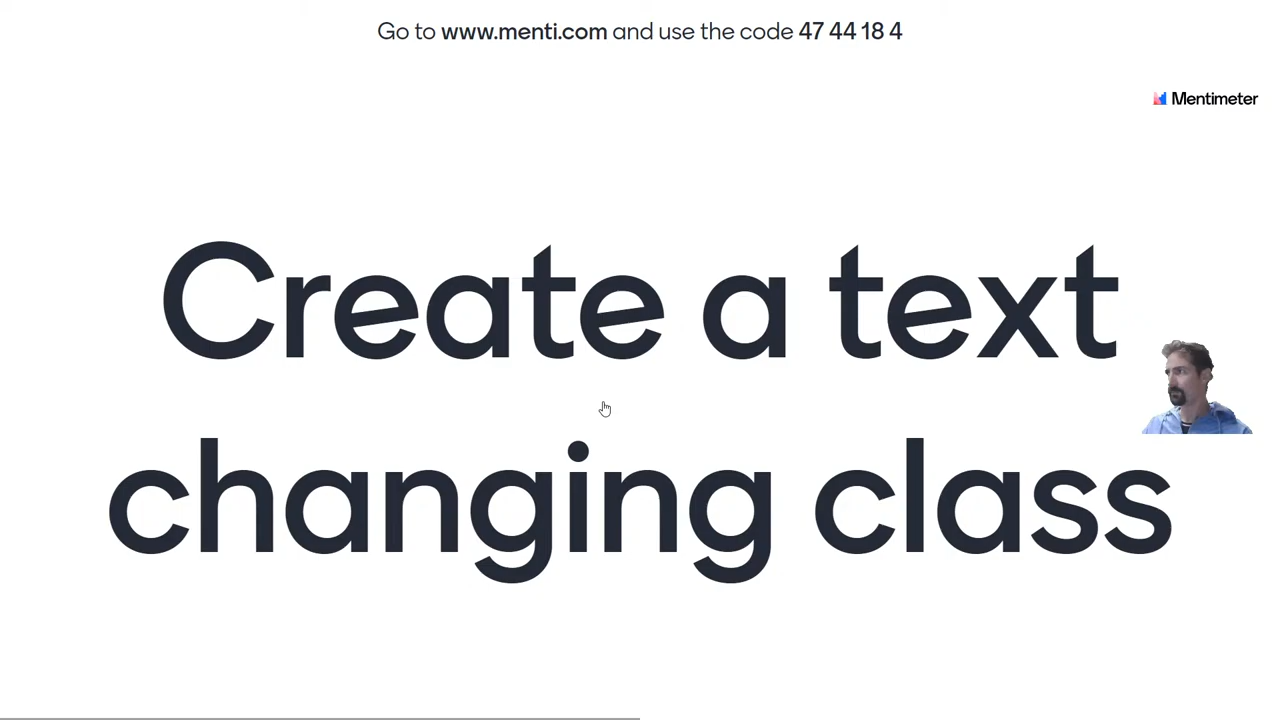 Go to www.menti.com and use the code 47 44 18 4
Mentimeter
Create a text
changing class